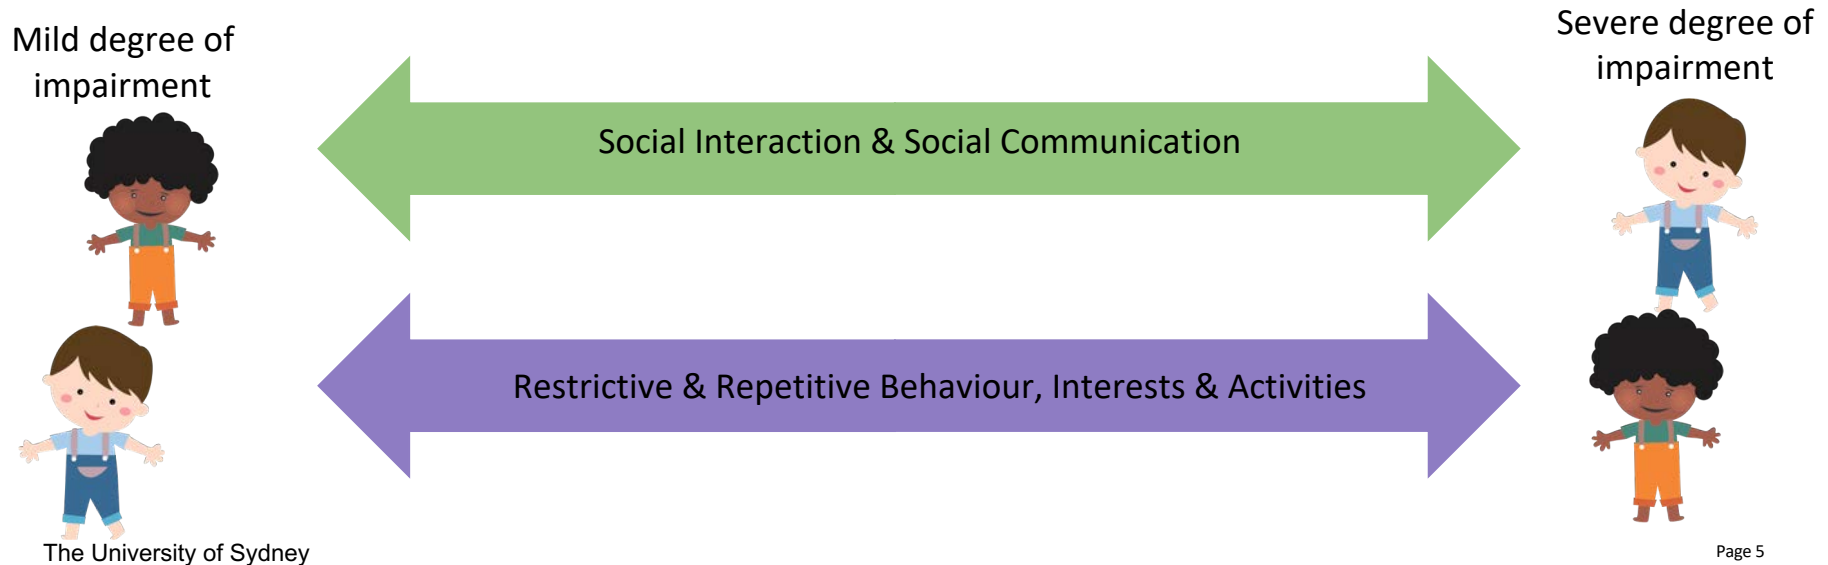 Mild degree of
impairment
Severe degree of
impairment
Social Interaction & Social Communication
Restrictive & Repetitive Behaviour, Interests & Activities
The University of Sydney
Page 5